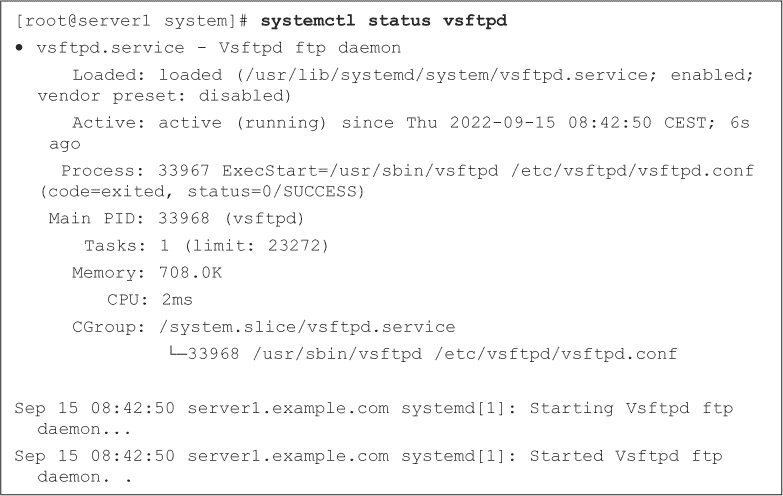 [root@server1 system]# systemctl status vsftpd
● vsftpd.service - Vsftpd ftp daemon
Loaded: loaded (/usr/lib/systemd/system/vsftpd.service; enabled;
vendor preset: disabled)
Active: active (running) since Thu 2022-09-15 08:42:50 CEST; 6s
ago
Process: 33967 ExecStart=/usr/sbin/vsftpd /etc/vsftpd/vsftpd.conf
(code=exited, status=0/SUCCESS)
Main PID: 33968 (vsftpd)
Tasks: 1 (limit: 23272)
Memory: 708.0K
CPU: 2ms
CGroup: /system.slice/vsftpd.service
└─33968 /usr/sbin/vsftpd /etc/vsftpd/vsftpd.conf
Sep 15 08:42:50 server1.example.com systemd[1]: Starting Vsftpd ftp
daemon...
Sep 15 08:42:50 server1.example.com systemd[1]: Started Vsftpd ftp
daemon. .